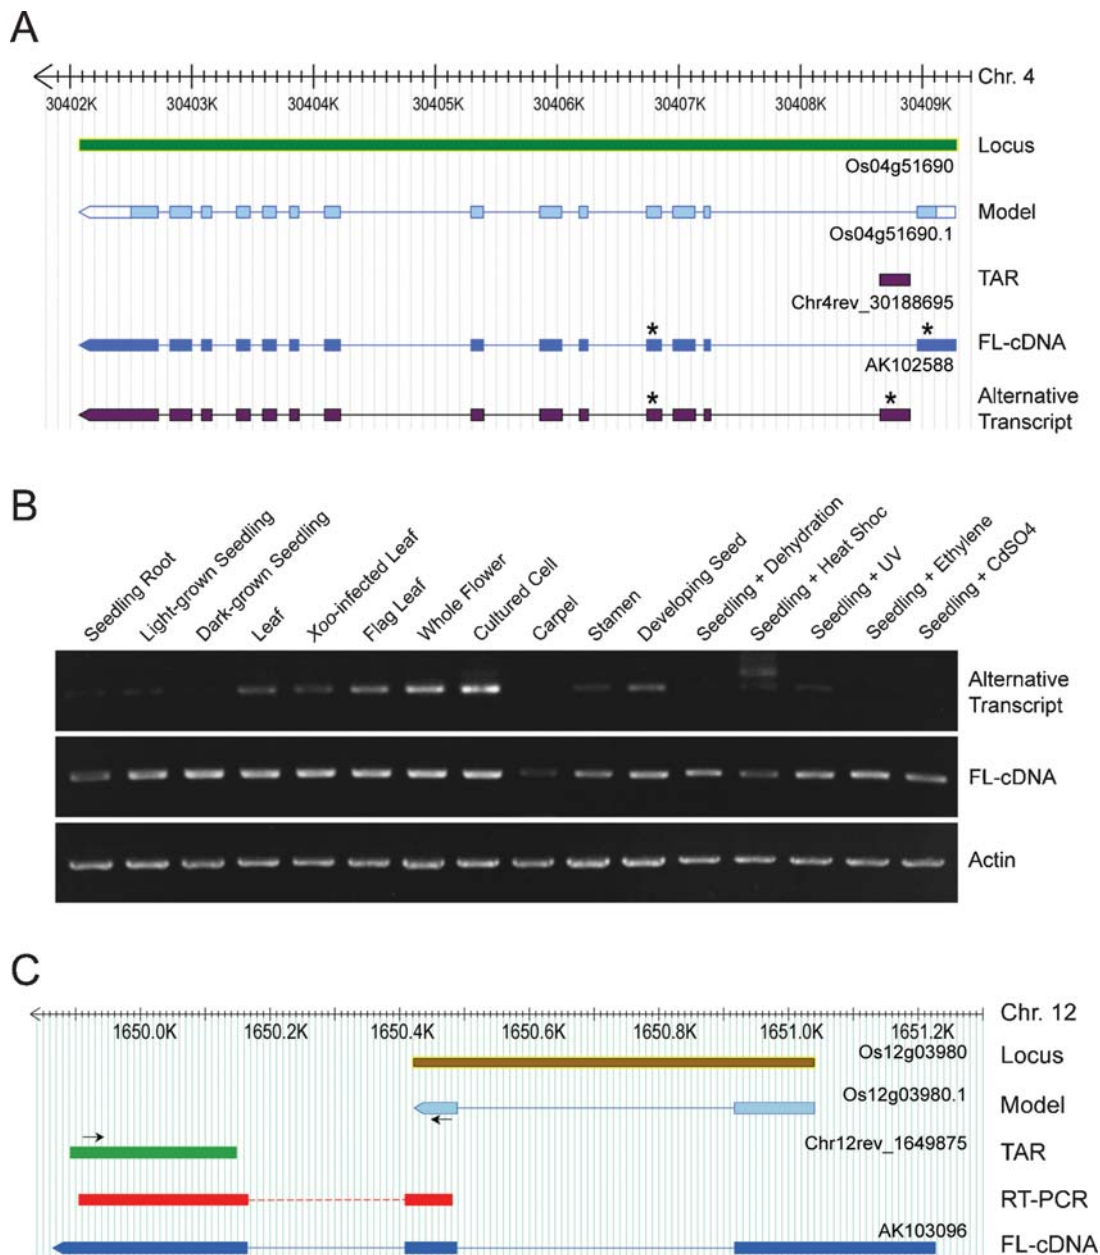 A
Chr. 4
30402K 30403K 30404K 30405K 30406K 30407K 30408K 30409K
Locus
Os04g51690
Model
Os04g51690.1
TAR
Chr4rev_30188695
* *
FL-cDNA
AK102588
* *
Alternative
Transcript
B
Seedling Root
Light-grown Seedling
Dark-grown Seedling
Leaf
Xoo-infected Leaf
Flag Leaf
Whole Flower
Cultured Cell
Carpel
Stamen
Developing Seed
Seedling + Dehydration
Seedling + Heat Shoc
Seedling + UV
Seedling + Ethylene
Seedling + CdSO4
Alternative
Transcript
FL-cDNA
Actin
C
Chr. 12
1650.0K 1650.2K 1650.4K 1650.6K 1650.8K 1651.0K 1651.2K
Os12g03980
Locus
Os12g03980.1
Model
Chr12rev_1649875
TAR
RT-PCR
AK103096
FL-cDNA